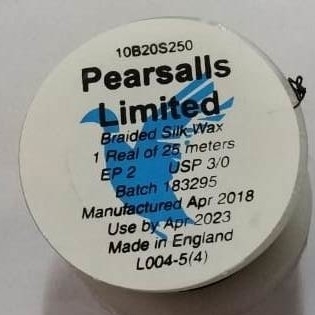 10B20S250
Pearsalls
Limited
Braided Silk Wax
1 Real of 25 meters
EP 2 USP 3/0
Batch 183295
Manufactured Apr 2018
Use by Apr 2023
Made in England
L004-5(4)